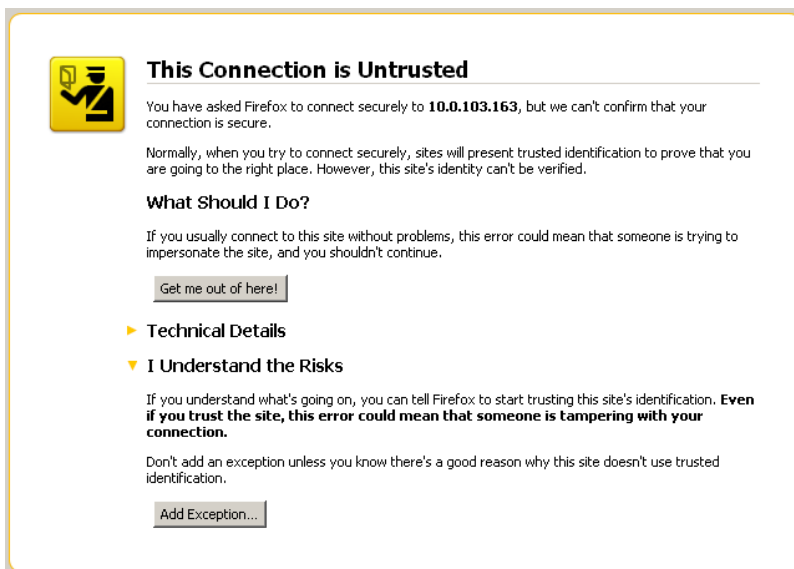 This Connection is Untrusted
You have asked Firefox to connect securely to 10.0.103.163, but we can't confirm that your
connection is secure.
Normally, when you try to connect securely, sites will present trusted identification to prove that you
are going to the right place. However, this site's identity can't be verified.
What Should I Do?
If you usually connect to this site without problems, this error could mean that someone is trying to
impersonate the site, and you shouldn't continue.
Get me out of here!
Technical Details
I Understand the Risks
If you understand what's going on, you can tell Firefox to start trusting this site's identification. Even
if you trust the site, this error could mean that someone is tampering with your
connection.
Don't add an exception unless you know there's a good reason why this site doesn't use trusted
identification.
Add Exception...